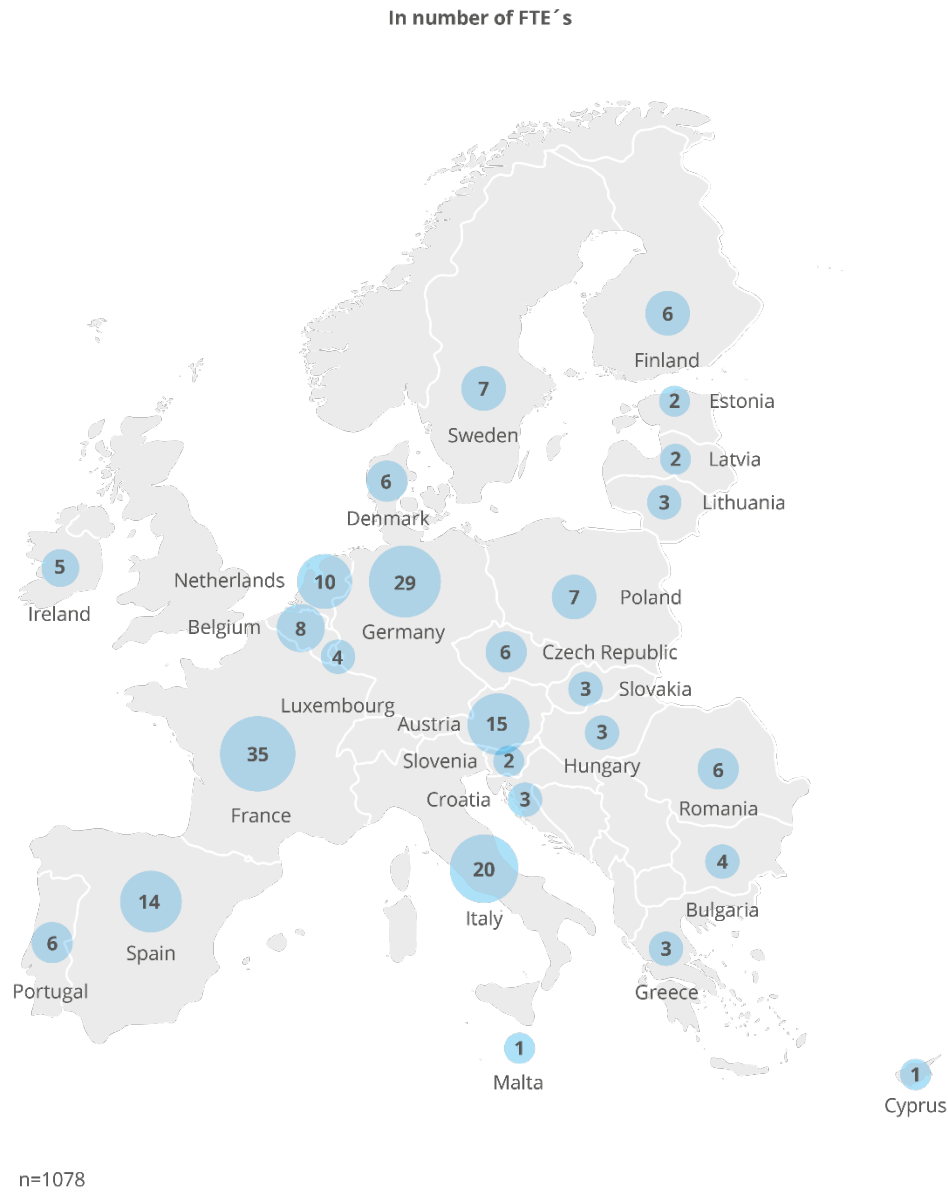 In number of FTE´s
6
Finland
7
Sweden
2 Estonia
2 Latvia
3 Lithuania
6
Denmark
5
Ireland
Netherlands 10
29
Germany
7 Poland
Belgium 8
4
Luxembourg
6 Czech Republic
3 Slovakia
Austria 15
3
Hungary
35
France
Slovenia 2
Croatia 3
6
Romania
20
Italy
4
Bulgaria
14
Spain
6
Portugal
3
Greece
1
Malta
1
Cyprus
n=1078